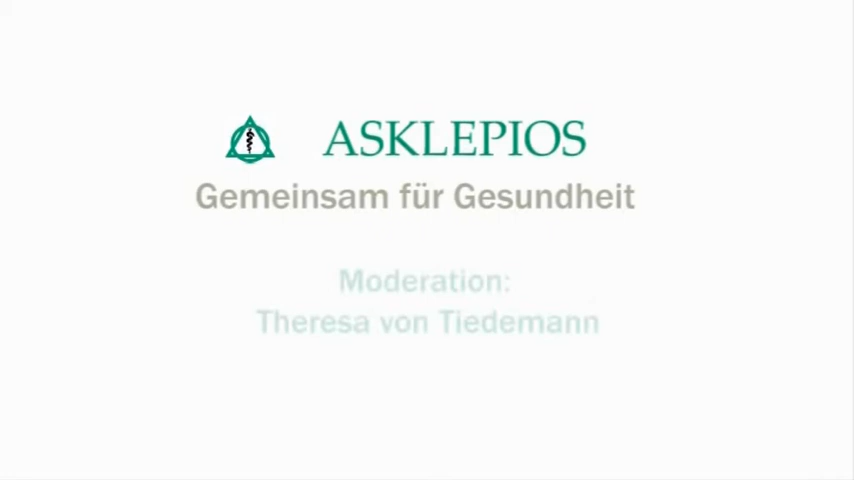 ASKLEPIOS
Gemeinsam für Gesundheit
Moderation:
Theresa von Tiedemann